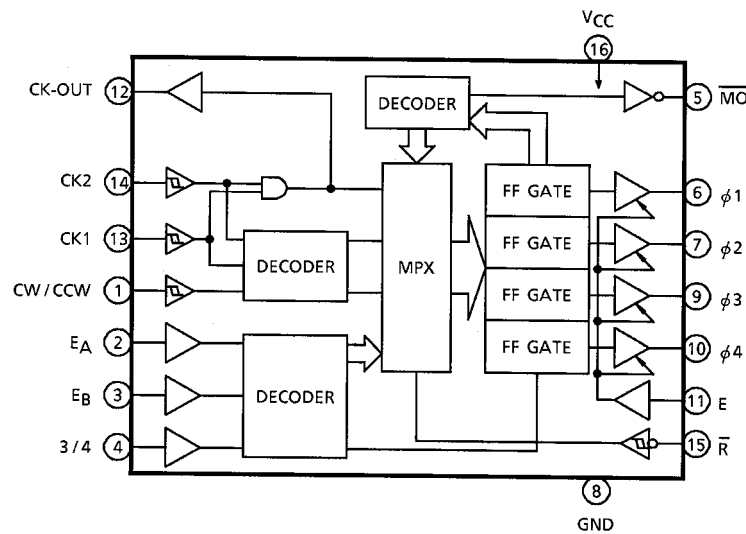 VCC
16
CK-OUT 12
DECODER
5 MO
CK2 14
FF GATE
6 φ1
CK1 13
DECODER
MPX
FF GATE
7 φ2
CW/CCW 1
FF GATE
9 φ3
EA 2
FF GATE
10 φ4
EB 3
DECODER
11 E
3/4 4
15 R
8
GND